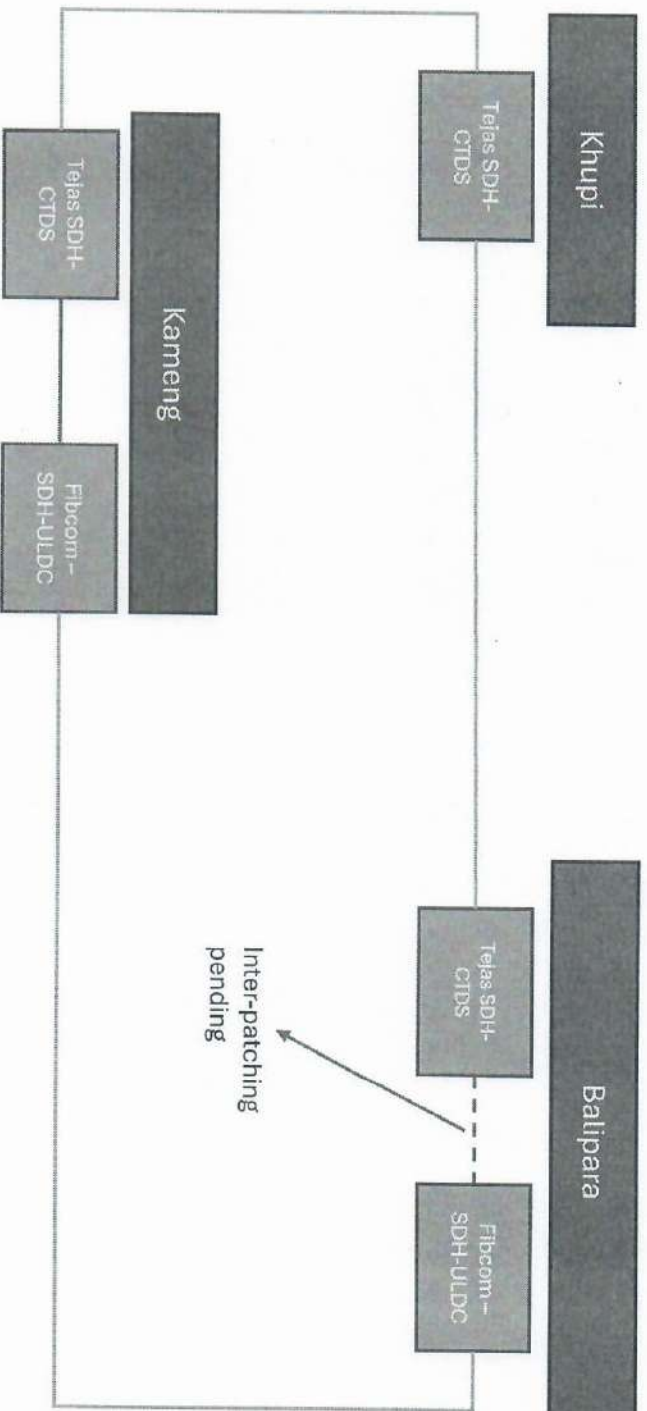 Khupi
Tejas SDH-
CTDS
Balipara
Tejas SDH-
CTDS
Fibcom –
SDH-ULDC
Inter-patching
pending
Kameng
Tejas SDH-
CTDS
Fibcom –
SDH-ULDC